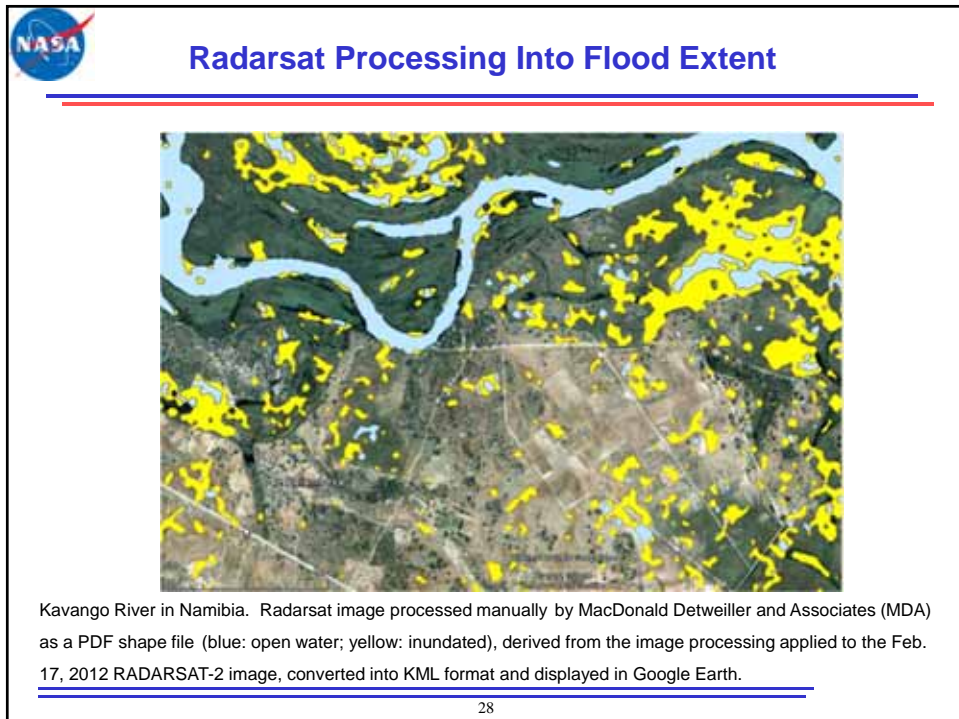 NASA
Radarsat Processing Into Flood Extent
Kavango River in Namibia. Radarsat image processed manually by MacDonald Detweiller and Associates (MDA)
as a PDF shape file (blue: open water; yellow: inundated), derived from the image processing applied to the Feb.
17, 2012 RADARSAT-2 image, converted into KML format and displayed in Google Earth.
28